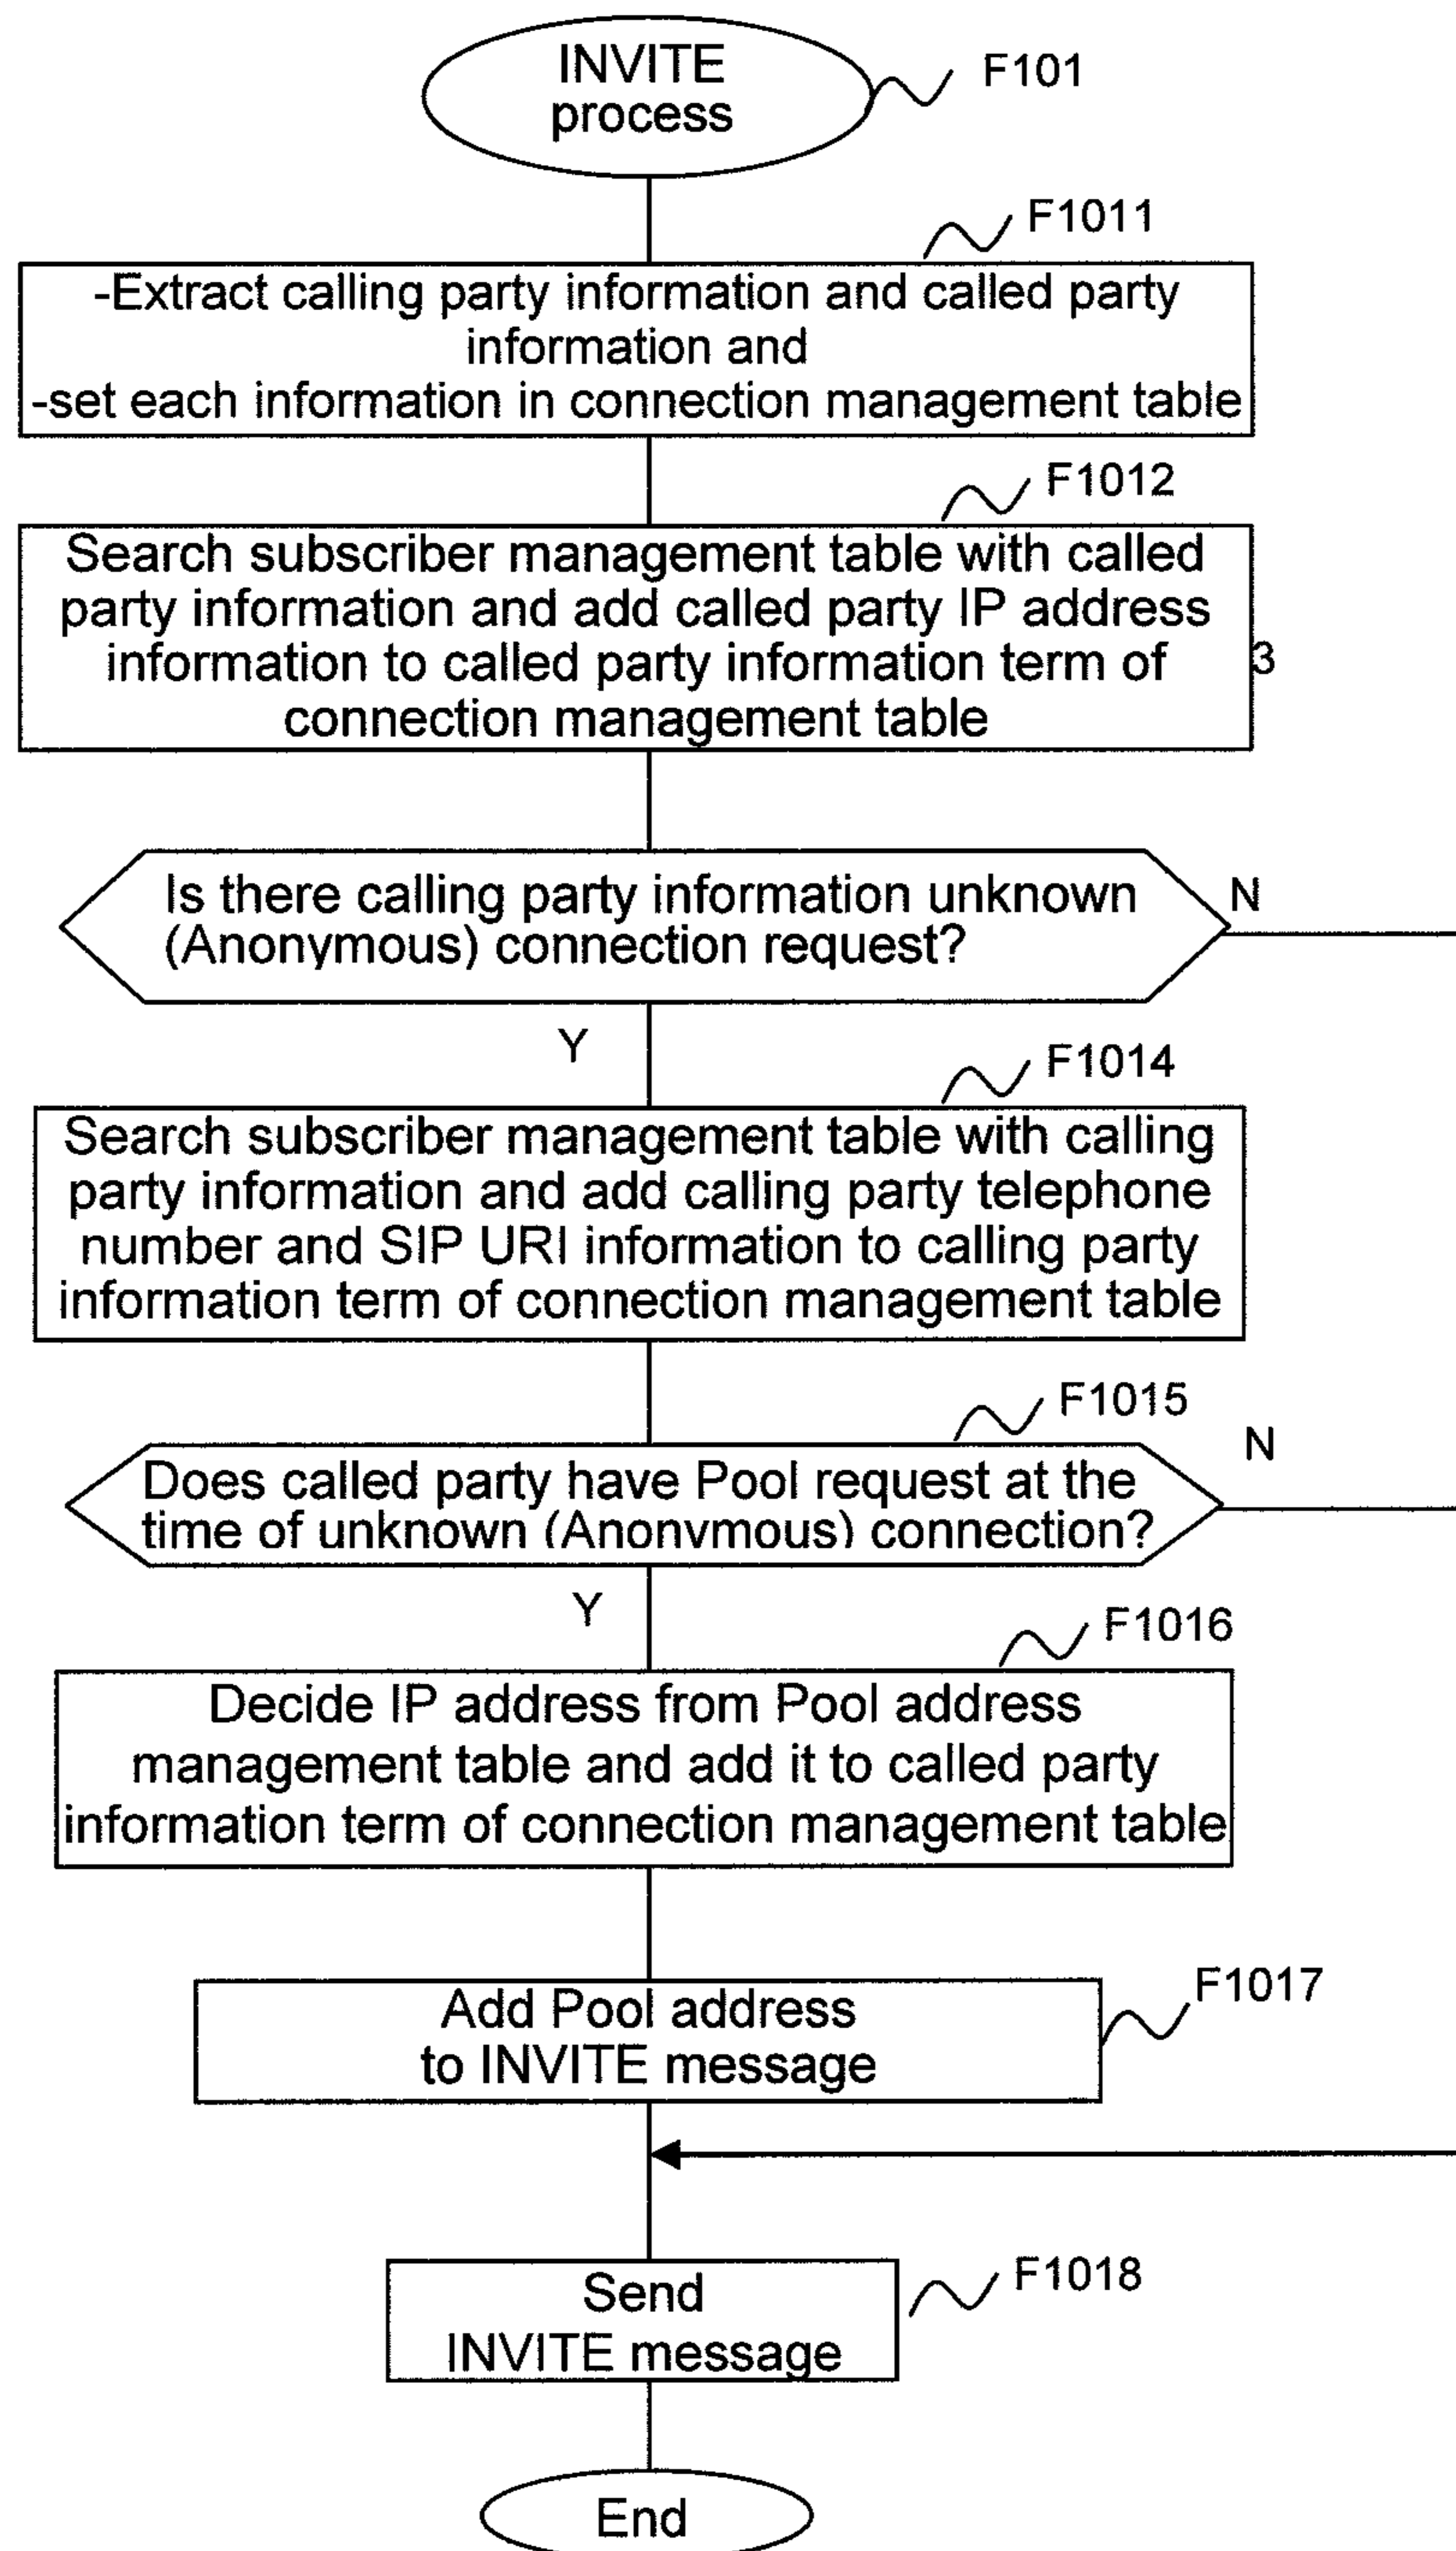 INVITE
process
F101
F1011
-Extract calling party information and called party
information and
-set each information in connection management table
F1012
Search subscriber management table with called
party information and add called party IP address
information to called party information term of
connection management table
3
Is there calling party information unknown
(Anonymous) connection request?
N
Y
F1014
Search subscriber management table with calling
party information and add calling party telephone
number and SIP URI information to calling party
information term of connection management table
F1015
Does called party have Pool request at the
time of unknown (Anonymous) connection?
N
Y
F1016
Decide IP address from Pool address
management table and add it to called party
information term of connection management table
Add Pool address
to INVITE message
F1017
Send
INVITE message
F1018
End